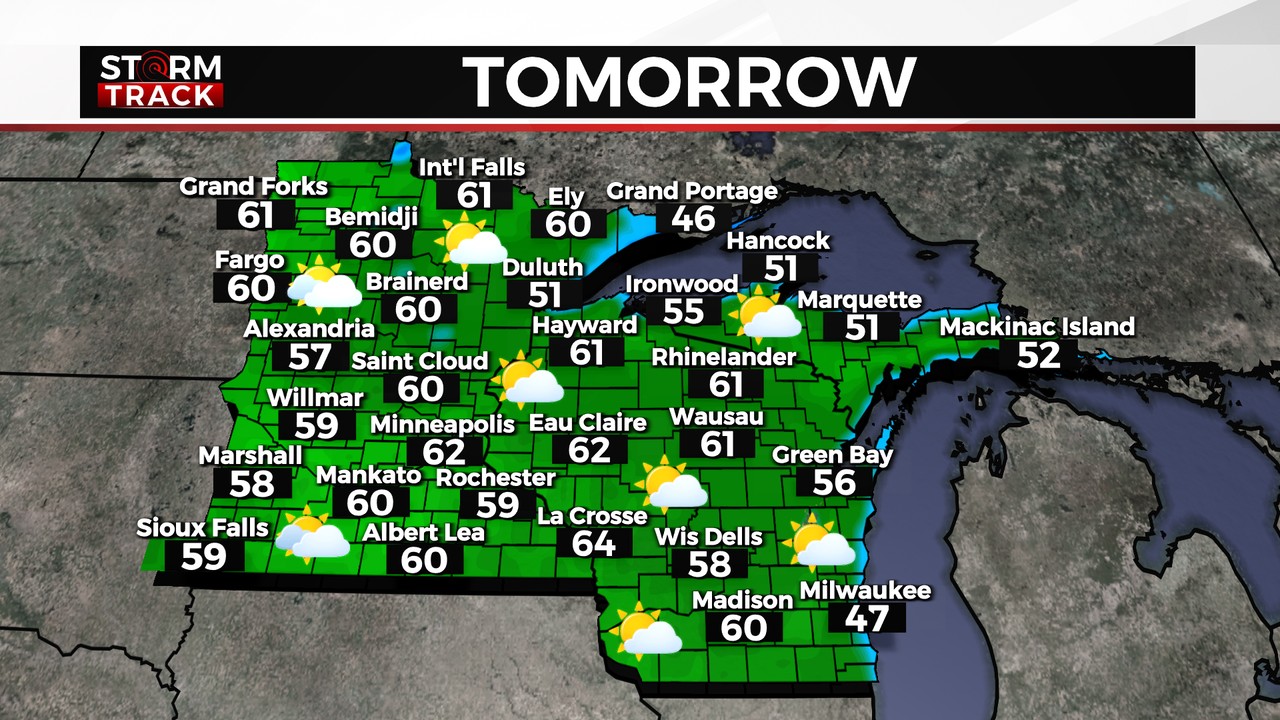 STORM
TRACK
TOMORROW
Int'l Falls
61
Grand Forks
61
Ely
60
Grand Portage
46
Bemidji
60
Hancock
51
Fargo
60
Duluth
51
Brainerd
60
Ironwood
55
Marquette
51
Alexandria
57
Hayward
61
Mackinac Island
52
Saint Cloud
60
Rhinelander
61
Willmar
59
Minneapolis
62
Eau Claire
62
Wausau
61
Marshall
58
Mankato
60
Rochester
59
Green Bay
56
Sioux Falls
59
Albert Lea
60
La Crosse
64
Wis Dells
58
Madison
60
Milwaukee
47